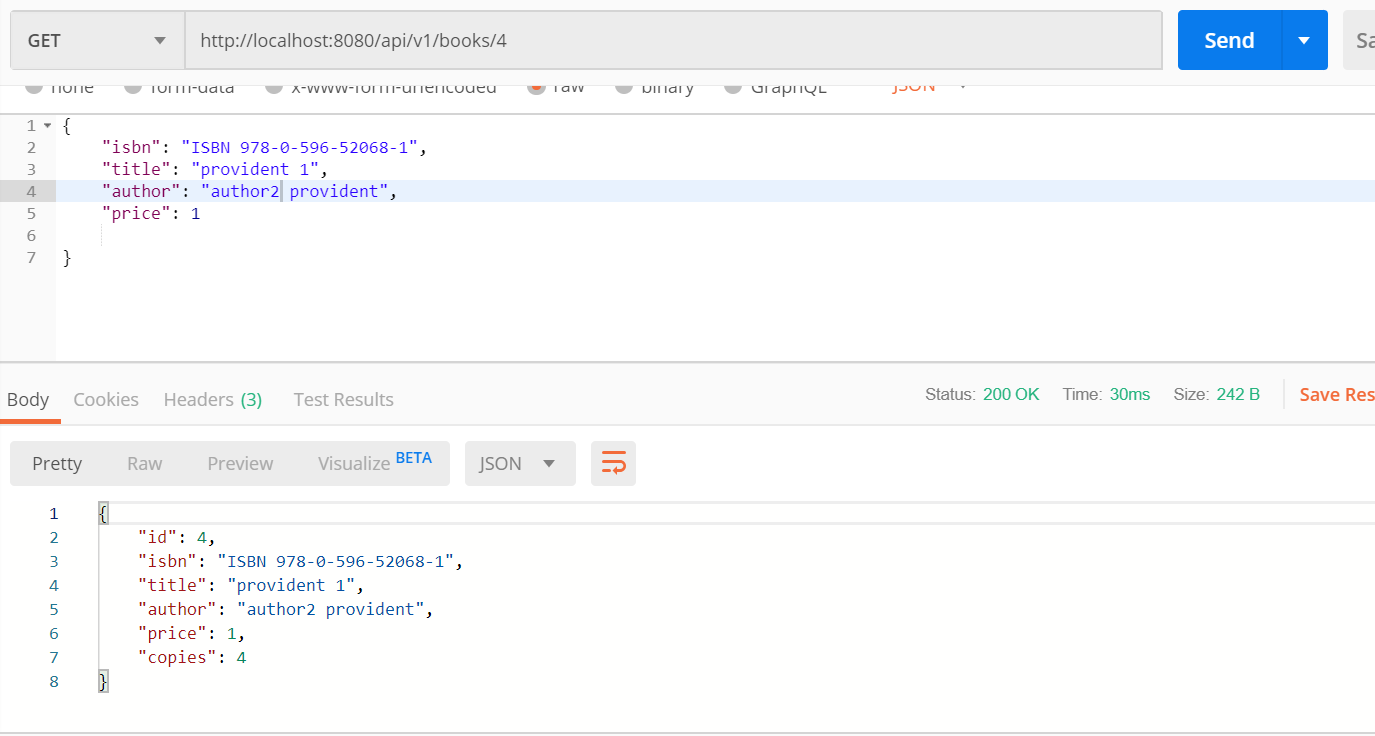 GET http://localhost:8080/api/v1/books/4 Send Sa
none form-data x-www-form-urlencoded raw binary GraphQL JSON
1 {
2 "isbn": "ISBN 978-0-596-52068-1",
3 "title": "provident 1",
4 "author": "author2 provident",
5 "price": 1
6
7 }
Body Cookies Headers (3) Test Results Status: 200 OK Time: 30ms Size: 242 B Save Res
Pretty Raw Preview Visualize BETA JSON
1 {
2 "id": 4,
3 "isbn": "ISBN 978-0-596-52068-1",
4 "title": "provident 1",
5 "author": "author2 provident",
6 "price": 1,
7 "copies": 4
8 }